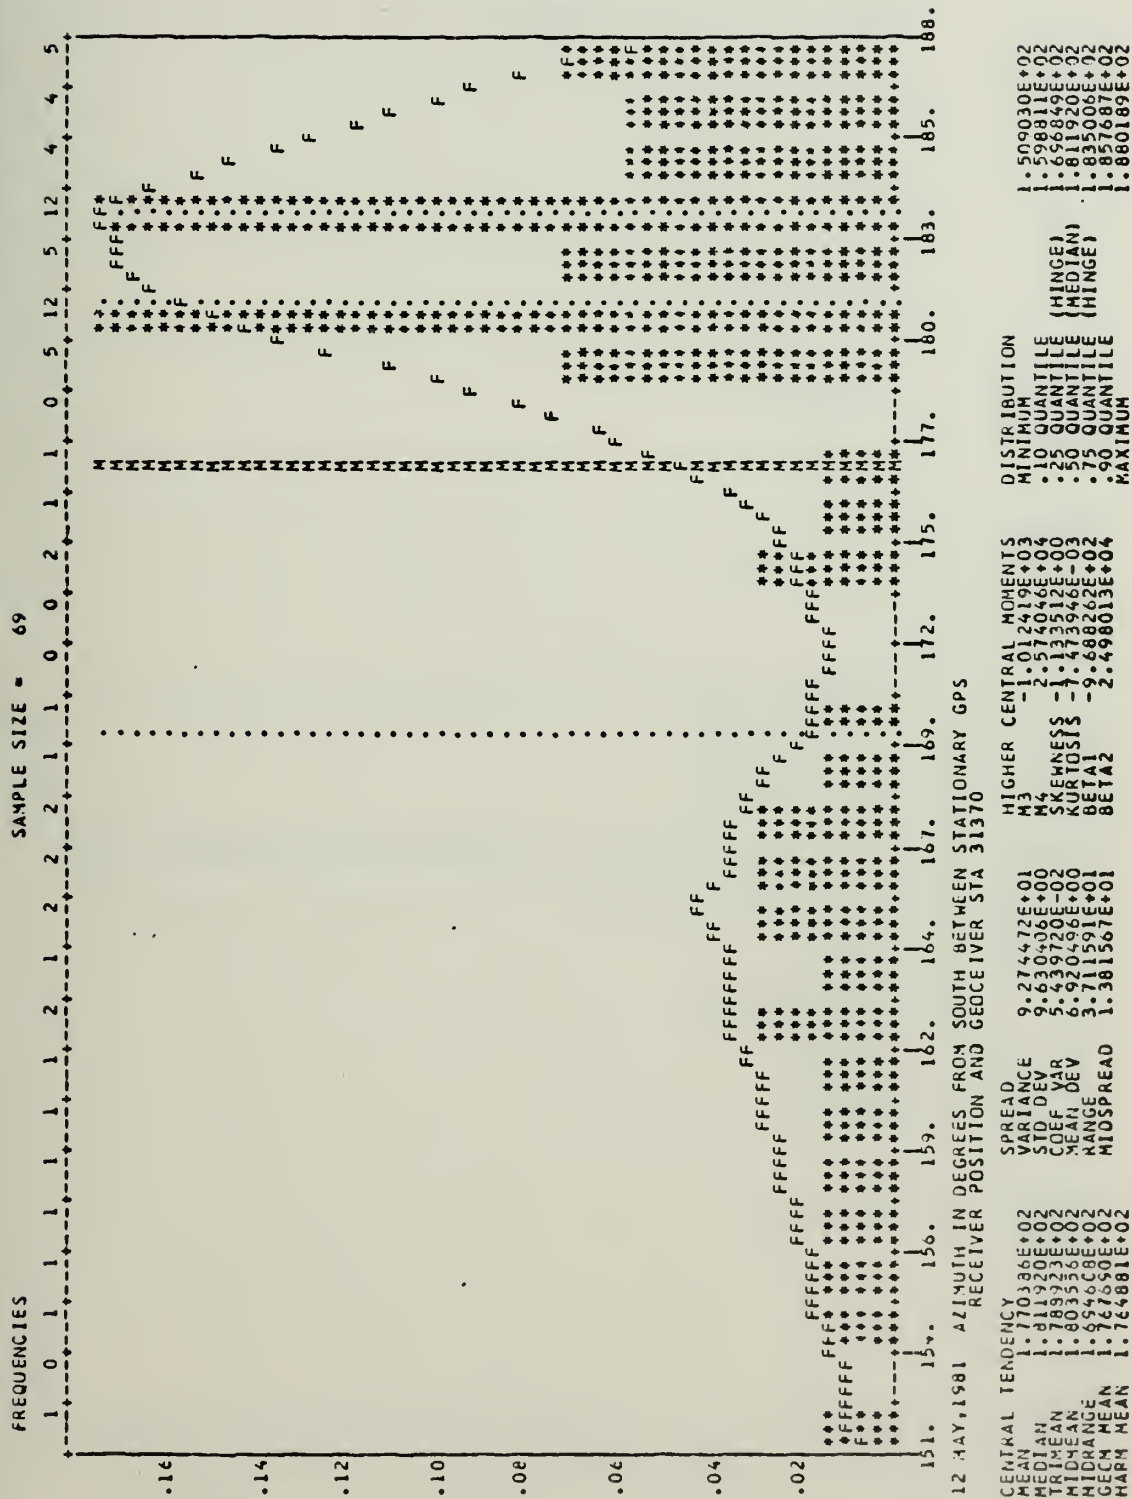 FREQUENCIES SAMPLE SIZE = 69
1 0 1 1 1 1 1 1 2 1 2 2 2 1 1 0 0 2 1 1 0 5 12 5 12 4 4 5
.16
.14
.12
.10
.08
.04
.02
151. 154. 156. 159. 162. 164. 167. 169. 172. 175. 177. 180. 183. 185. 188.
12 MAY,1981 AZIMUTH IN DEGREES FROM SOUTH BETWEEN STATIONARY GPS
RECEIVER POSITION AND GEOCEIVER STA 31370
CENTRAL TENDENCY SPREAD HIGHER CENTRAL MOMENTS DISTRIBUTION
MEAN 1.770386E+02 VARIANCE 9.274472E+01 M3 -1.012419E+03 MINIMUM 1.509030E+02
MEDIAN 1.811920E+02 STD DEV 9.630406E+00 M4 2.574046E+04 .10 QUANTILE 1.598811E+02
TRIMEAN 1.788923E+02 COEF VAR 5.439720E-02 SKEWNESS -1.133512E+00 .25 QUANTILE (HINGE) 1.696849E+02
MIDMEAN 1.803556E+02 MEAN DEV 6.920496E+00 KURTOSIS -7.473946E-03 .50 QUANTILE (MEDIAN) 1.811920E+02
MIDRANGE 1.694608E+02 RANGE 3.711591E+01 BETA1 -9.688262E+02 .75 QUANTILE (HINGE) 1.835006E+02
GEOM MEAN 1.767690E+02 MIDSPREAD 1.381567E+01 BETA2 2.498013E+04 .90 QUANTILE 1.857687E+02
HARM MEAN 1.764881E+02 MAXIMUM 1.880189E+02